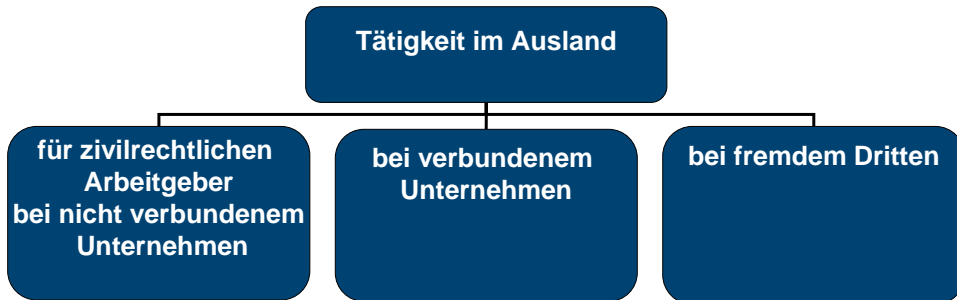 Tätigkeit im Ausland
für zivilrechtlichen
Arbeitgeber
bei nicht verbundenem
Unternehmen
bei verbundenem
Unternehmen
bei fremdem Dritten